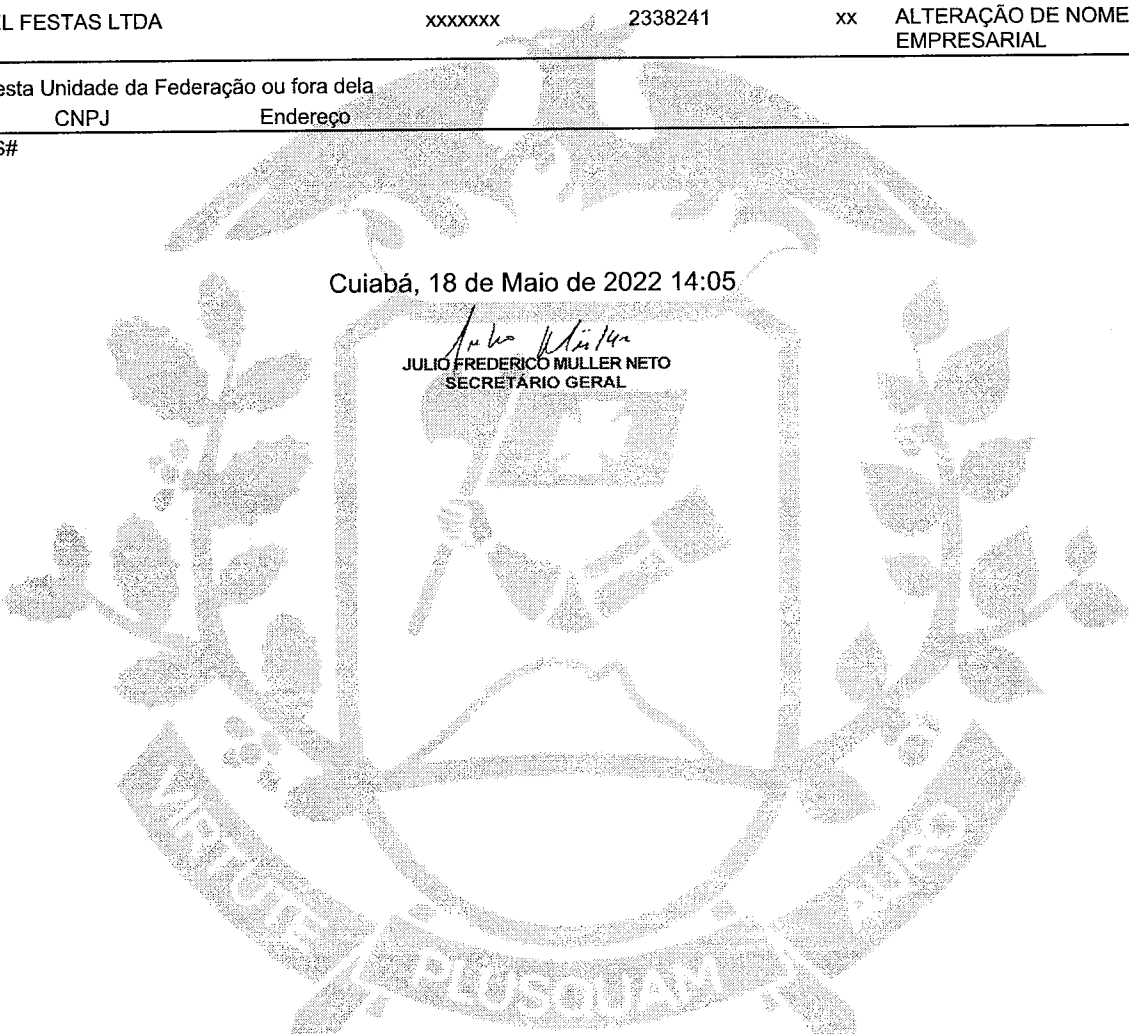 EL FESTAS LTDA xxxxxxx 2338241 xx ALTERAÇÃO DE NOME
EMPRESARIAL
esta Unidade da Federação ou fora dela
CNPJ Endereço
S#
Cuiabá, 18 de Maio de 2022 14:05
JULIO FREDERICO MULLER NETO
SECRETÁRIO GERAL
VIRTUTE PLUSQUAM AURO